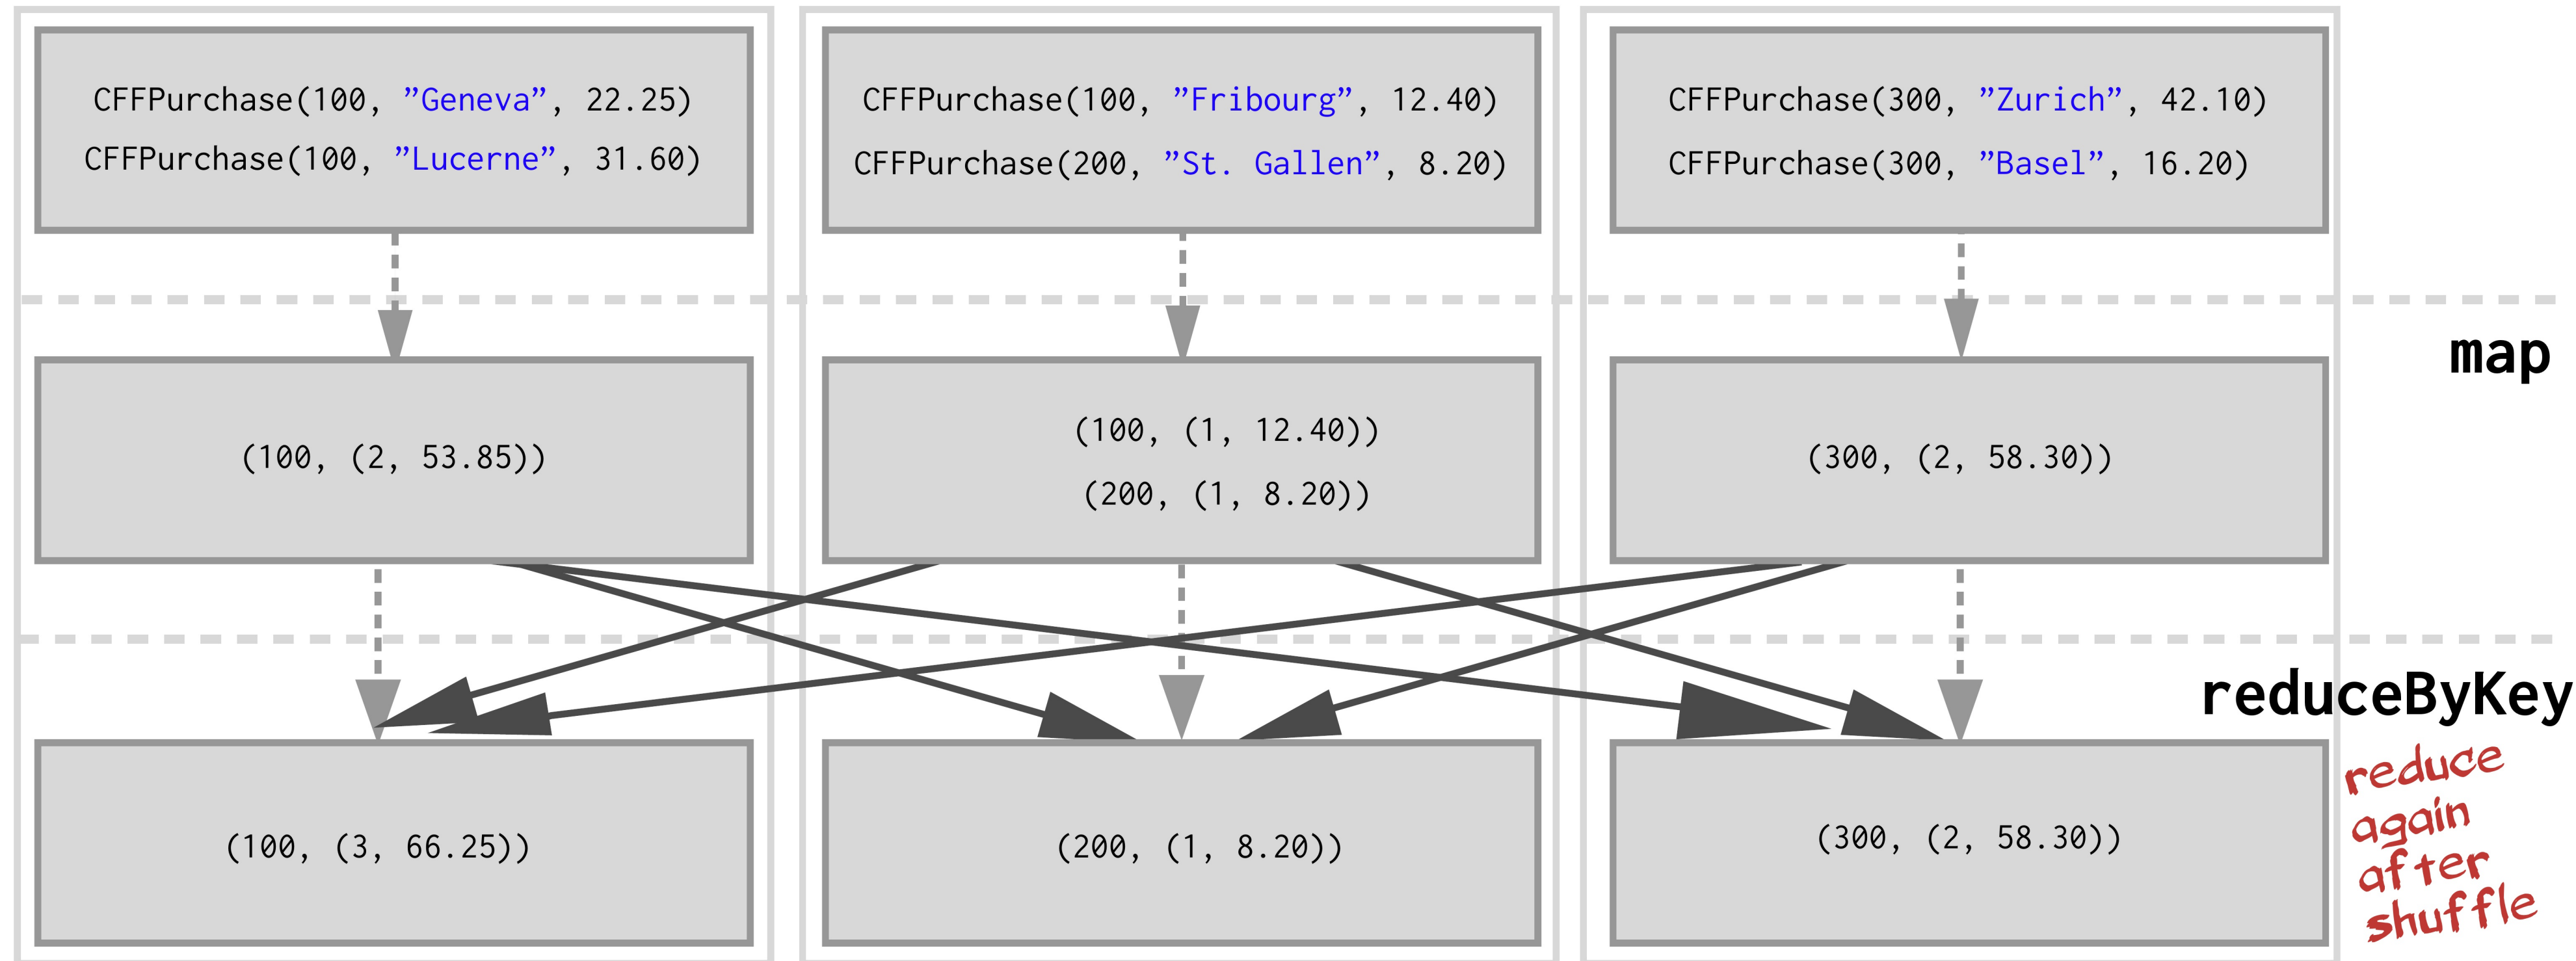 CFFPurchase(100, ”Geneva”, 22.25)
CFFPurchase(100, ”Lucerne”, 31.60)
CFFPurchase(100, ”Fribourg”, 12.40)
CFFPurchase(200, ”St. Gallen”, 8.20)
CFFPurchase(300, ”Zurich”, 42.10)
CFFPurchase(300, ”Basel”, 16.20)
map
(100, (2, 53.85))
(100, (1, 12.40))
(200, (1, 8.20))
(300, (2, 58.30))
reduceByKey
reduce
again
after
shuffle
(100, (3, 66.25))
(200, (1, 8.20))
(300, (2, 58.30))